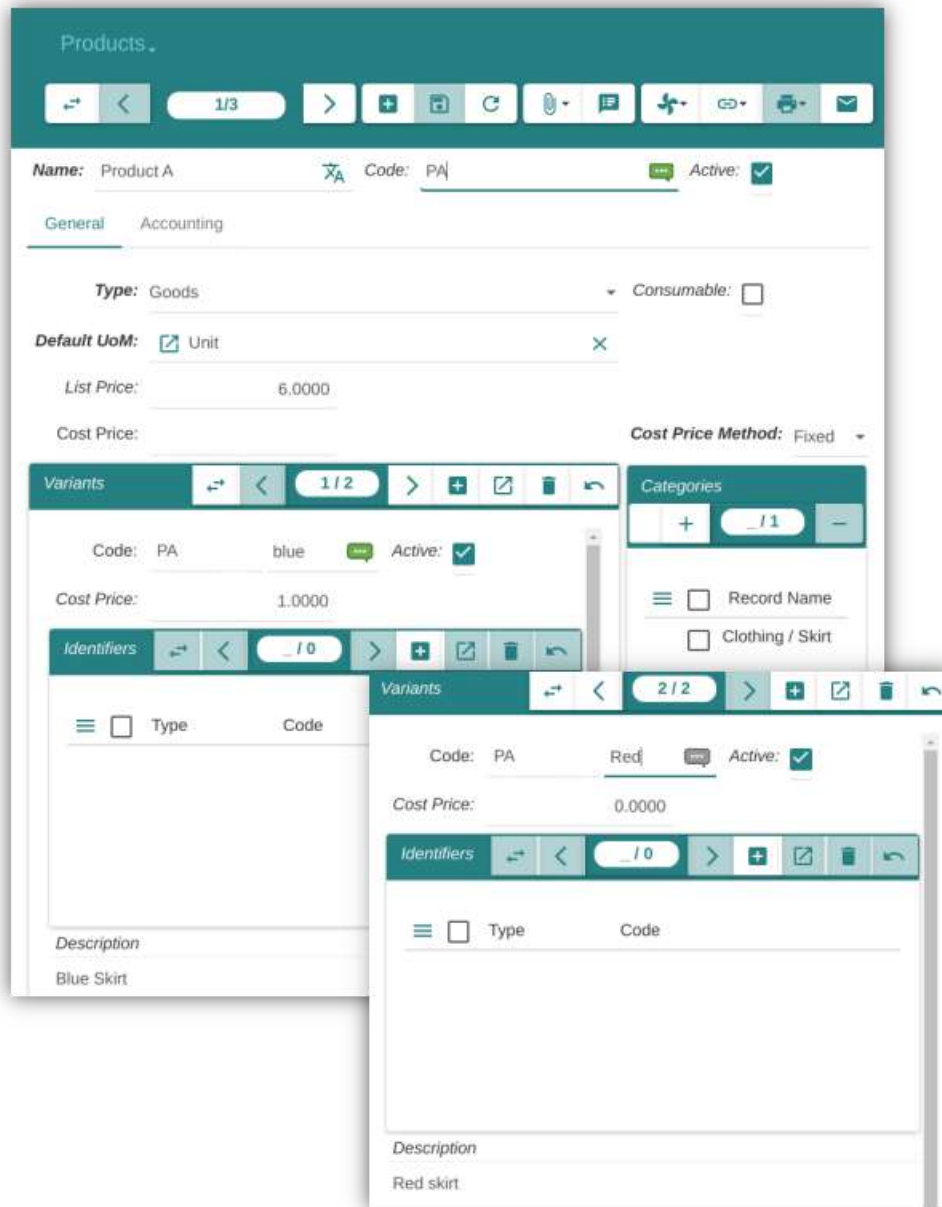 Products
1/3
Name: Product A Code: PA Active:
General Accounting
Type: Goods Consumable:
Default UoM: Unit
List Price: 6.0000
Cost Price: Cost Price Method: Fixed
Variants 1 / 2 Categories
_ / 1
Code: PA blue Active:
Cost Price: 1.0000
Record Name
Identifiers _ / 0
Clothing / Skirt
Type Code
Description
Blue Skirt
Variants 2 / 2
Code: PA Red Active:
Cost Price: 0.0000
Identifiers _ / 0
Type Code
Description
Red skirt